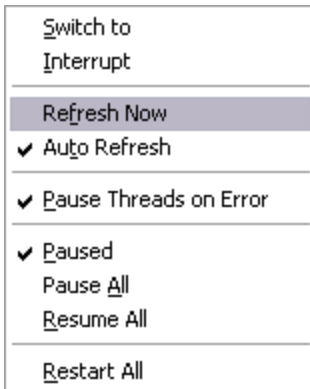 Switch to
Interrupt
Refresh Now
Auto Refresh
Pause Threads on Error
Paused
Pause All
Resume All
Restart All